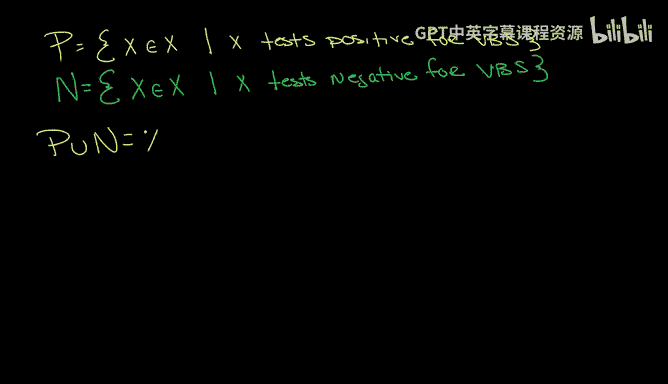 GPT中英字幕课程资源 bilibili
P={ x∈X | x tests positive for VBS}
N={ x∈X | x tests negative for VBS}
P∪N=